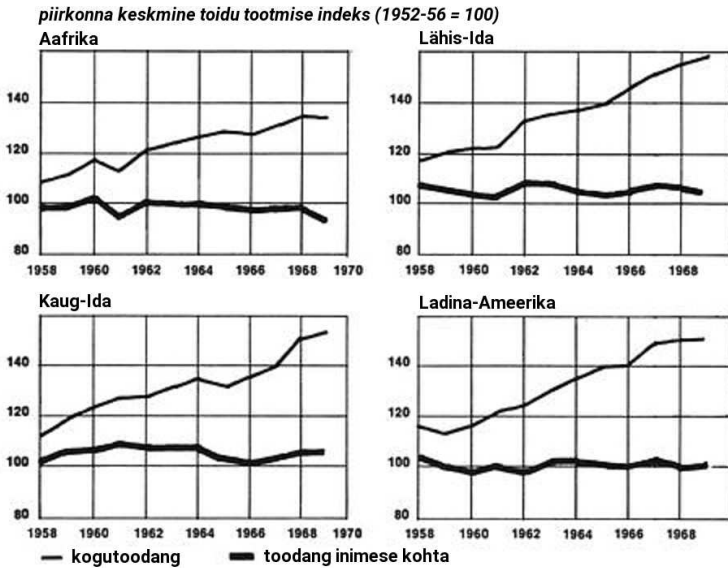 piirkonna keskmine toidu tootmise indeks (1952-56 = 100)
Aafrika
140
120
100
80
1958 1960 1962 1964 1966 1968 1970
Lähis-Ida
140
120
100
80
1958 1960 1962 1964 1966 1968
Kaug-Ida
140
120
100
80
1958 1960 1962 1964 1966 1968 1970
Ladina-Ameerika
140
120
100
80
1958 1960 1962 1964 1966 1968
kogutoodang toodang inimese kohta